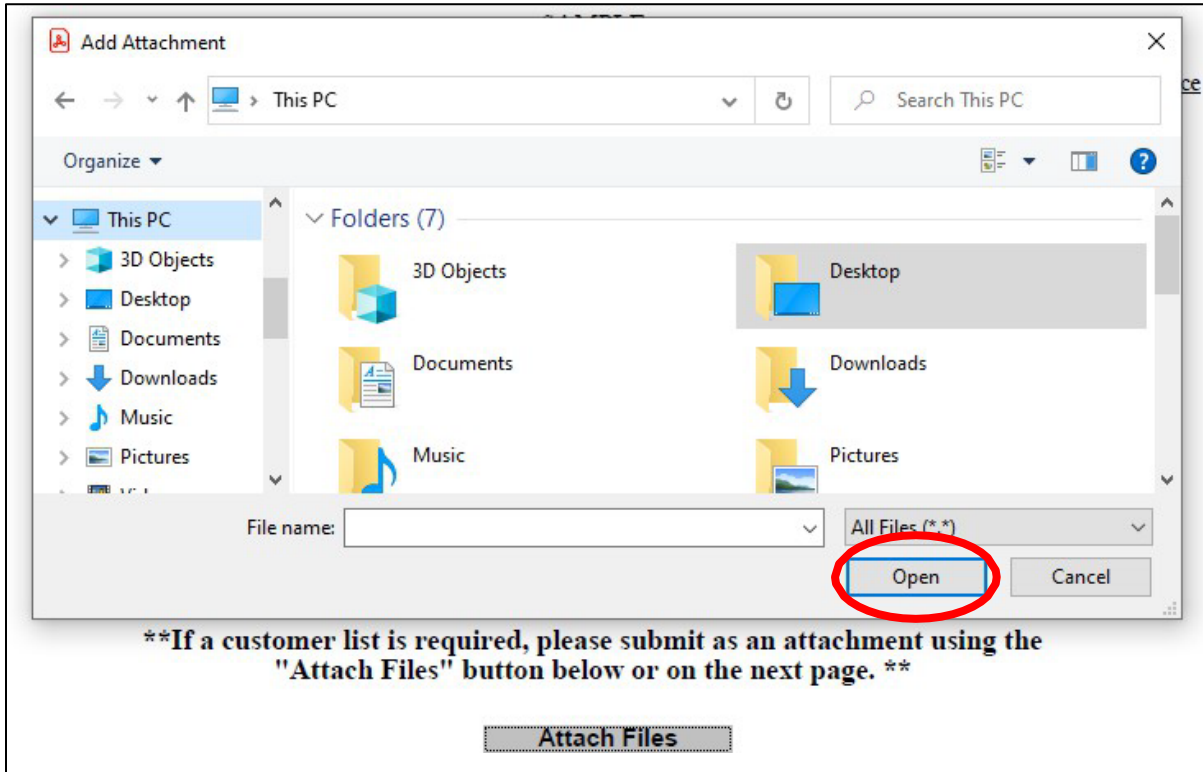 Add Attachment
This PC
Search This PC
ce
Organize
This PC
3D Objects
Desktop
Documents
Downloads
Music
Pictures
Folders (7)
3D Objects
Desktop
Documents
Downloads
Music
Pictures
File name:
All Files (*.*)
Open
Cancel
**If a customer list is required, please submit as an attachment using the
"Attach Files" button below or on the next page. **
Attach Files